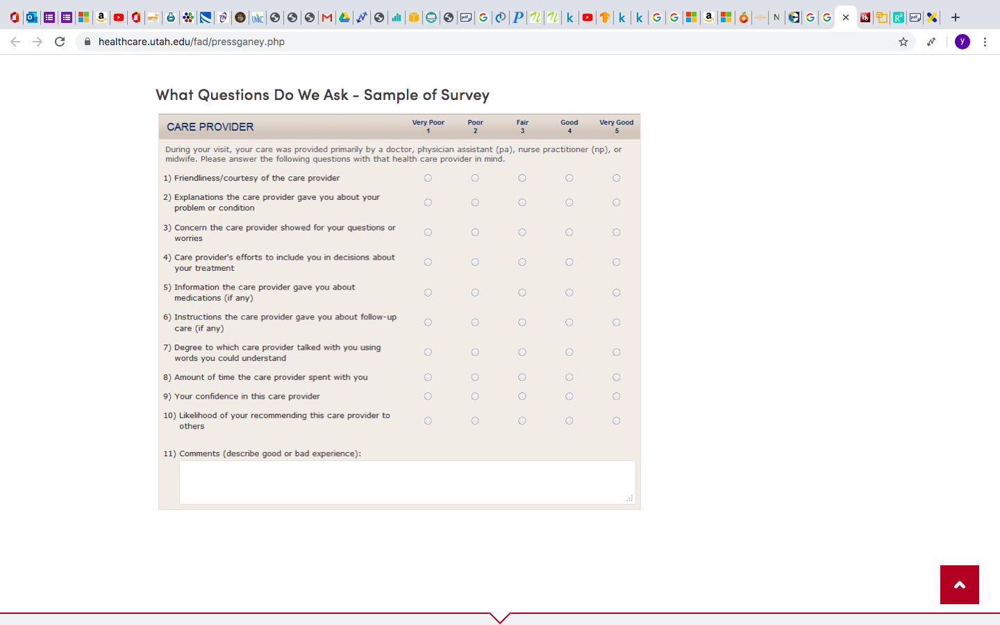 healthcare.utah.edu/fad/pressganey.php
y
What Questions Do We Ask - Sample of Survey
CARE PROVIDER
Very Poor Poor Fair Good Very Good
1 2 3 4 5
During your visit, your care was provided primarily by a doctor, physician assistant (pa), nurse practitioner (np), or
midwife. Please answer the following questions with that health care provider in mind.
1) Friendliness/courtesy of the care provider
2) Explanations the care provider gave you about your
problem or condition
3) Concern the care provider showed for your questions or
worries
4) Care provider's efforts to include you in decisions about
your treatment
5) Information the care provider gave you about
medications (if any)
6) Instructions the care provider gave you about follow-up
care (if any)
7) Degree to which care provider talked with you using
words you could understand
8) Amount of time the care provider spent with you
9) Your confidence in this care provider
10) Likelihood of your recommending this care provider to
others
11) Comments (describe good or bad experience):